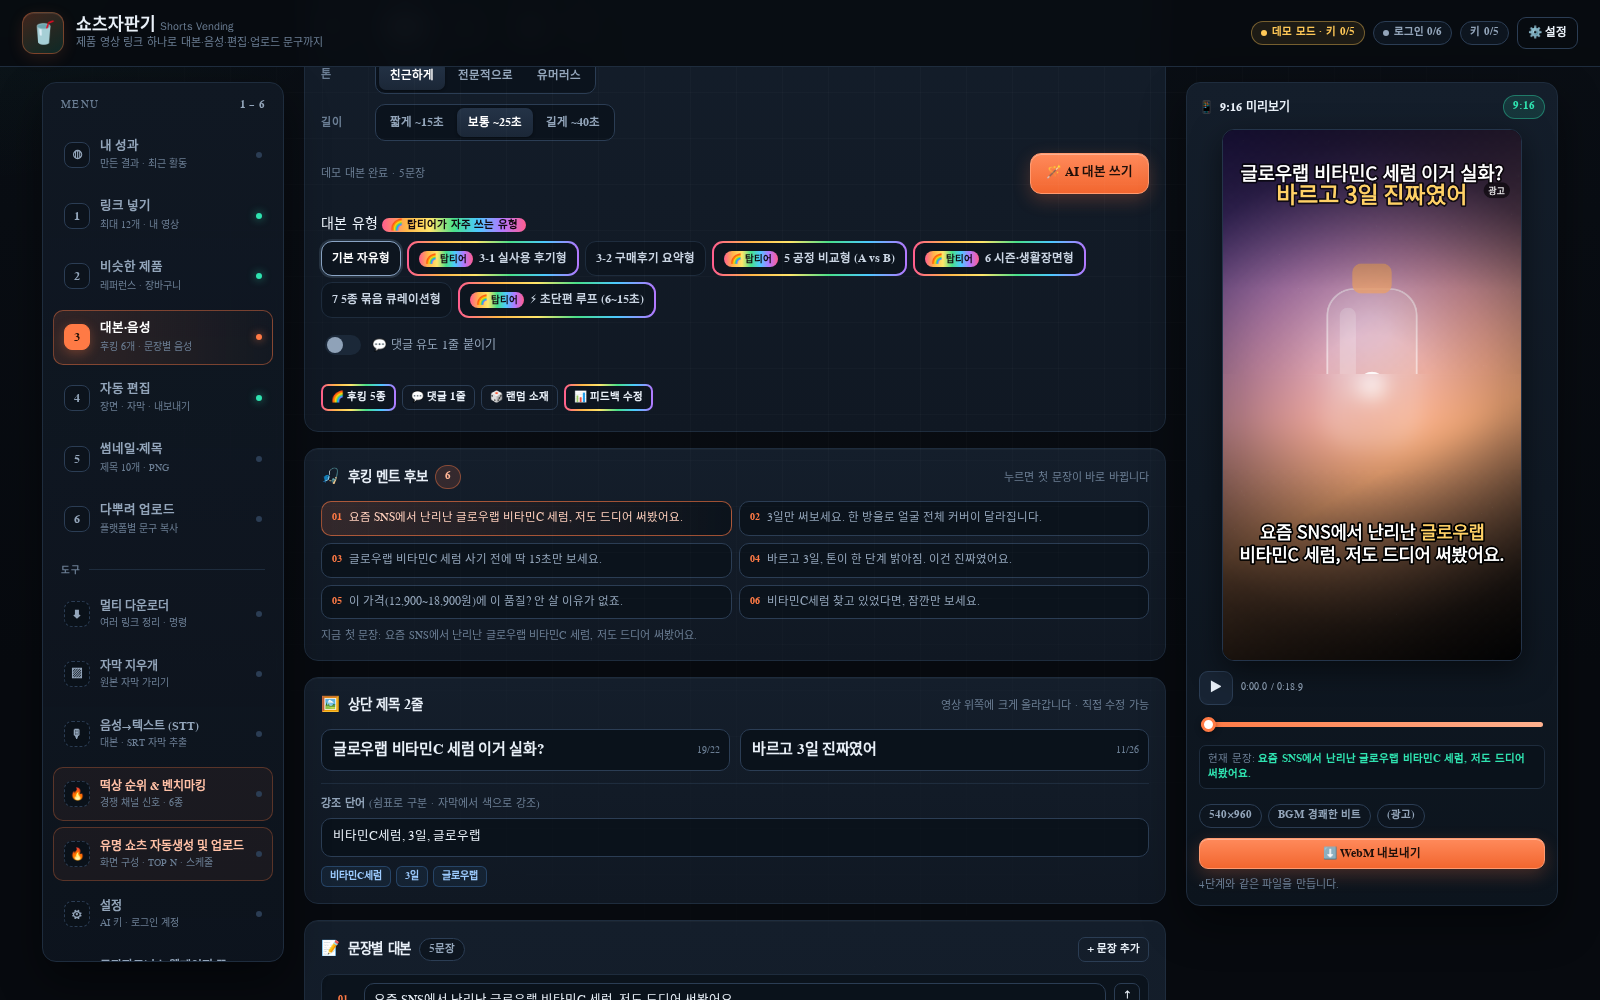 쇼츠자판기 Shorts Vending
제품 영상 링크 하나로 대본·음성·편집·업로드 문구까지
데모 모드 · 키 0/5
로그인 0/6
키 0/5
⚙️ 설정
MENU
1 – 6
내 성과
만든 결과 · 최근 활동
1
링크 넣기
최대 12개 · 내 영상
2
비슷한 제품
레퍼런스 · 장바구니
3
대본·음성
후킹 6개 · 문장별 음성
4
자동 편집
장면 · 자막 · 내보내기
5
썸네일·제목
제목 10개 · PNG
6
다뿌려 업로드
플랫폼별 문구 복사
도구
멀티 다운로더
여러 링크 정리 · 명령
자막 지우개
원본 자막 가리기
음성→텍스트 (STT)
대본 · SRT 자막 추출
떡상 순위 & 벤치마킹
경쟁 채널 신호 · 6종
유명 쇼츠 자동생성 및 업로드
화면 구성 · TOP N · 스케줄
설정
AI 키 · 로그인 계정
톤
친근하게
전문적으로
유머러스
길이
짧게 ~15초
보통 ~25초
길게 ~40초
데모 대본 완료 · 5문장
🪄 AI 대본 쓰기
대본 유형 🌈 탑티어가 자주 쓰는 유형
기본 자유형
🌈 탑티어 3-1 실사용 후기형
3-2 구매후기 요약형
🌈 탑티어 5 공정 비교형 (A vs B)
🌈 탑티어 6 시즌·생활장면형
7 5종 묶음 큐레이션형
🌈 탑티어 ⚡ 초단편 루프 (6~15초)
💬 댓글 유도 1줄 붙이기
🌈 후킹 5종
💬 댓글 1줄
🎲 랜덤 소재
📊 피드백 수정
🎣 후킹 멘트 후보 6
누르면 첫 문장이 바로 바뀝니다
01 요즘 SNS에서 난리난 글로우랩 비타민C 세럼, 저도 드디어 써봤어요.
02 3일만 써보세요. 한 방울로 얼굴 전체 커버이 달라집니다.
03 글로우랩 비타민C 세럼 사기 전에 딱 15초만 보세요.
04 바르고 3일, 톤이 한 단계 밝아짐. 이건 진짜였어요.
05 이 가격(12,900~18,900원)에 이 품질? 안 살 이유가 없죠.
06 비타민C세럼 찾고 있었다면, 잠깐만 보세요.
지금 첫 문장: 요즘 SNS에서 난리난 글로우랩 비타민C 세럼, 저도 드디어 써봤어요.
🖼️ 상단 제목 2줄
영상 위쪽에 크게 올라갑니다 · 직접 수정 가능
글로우랩 비타민C 세럼 이거 실화?
19/22
바르고 3일 진짜였어
11/26
강조 단어 (쉼표로 구분 · 자막에서 색으로 강조)
비타민C세럼, 3일, 글로우랩
비타민C세럼
3일
글로우랩
📝 문장별 대본 5문장
+ 문장 추가
01
요즘 SNS에서 난리난 글로우랩 비타민C 세럼, 저도 드디어 써봤어요.
↑
📱 9:16 미리보기
9:16
글로우랩 비타민C 세럼 이거 실화?
바르고 3일 진짜였어
광고
요즘 SNS에서 난리난 글로우랩
비타민C 세럼, 저도 드디어 써봤어요.
0:00.0 / 0:18.9
현재 문장: 요즘 SNS에서 난리난 글로우랩 비타민C 세럼, 저도 드디어
써봤어요.
540×960
BGM 경쾌한 비트
(광고)
⬇️ WebM 내보내기
4단계와 같은 파일을 만듭니다.